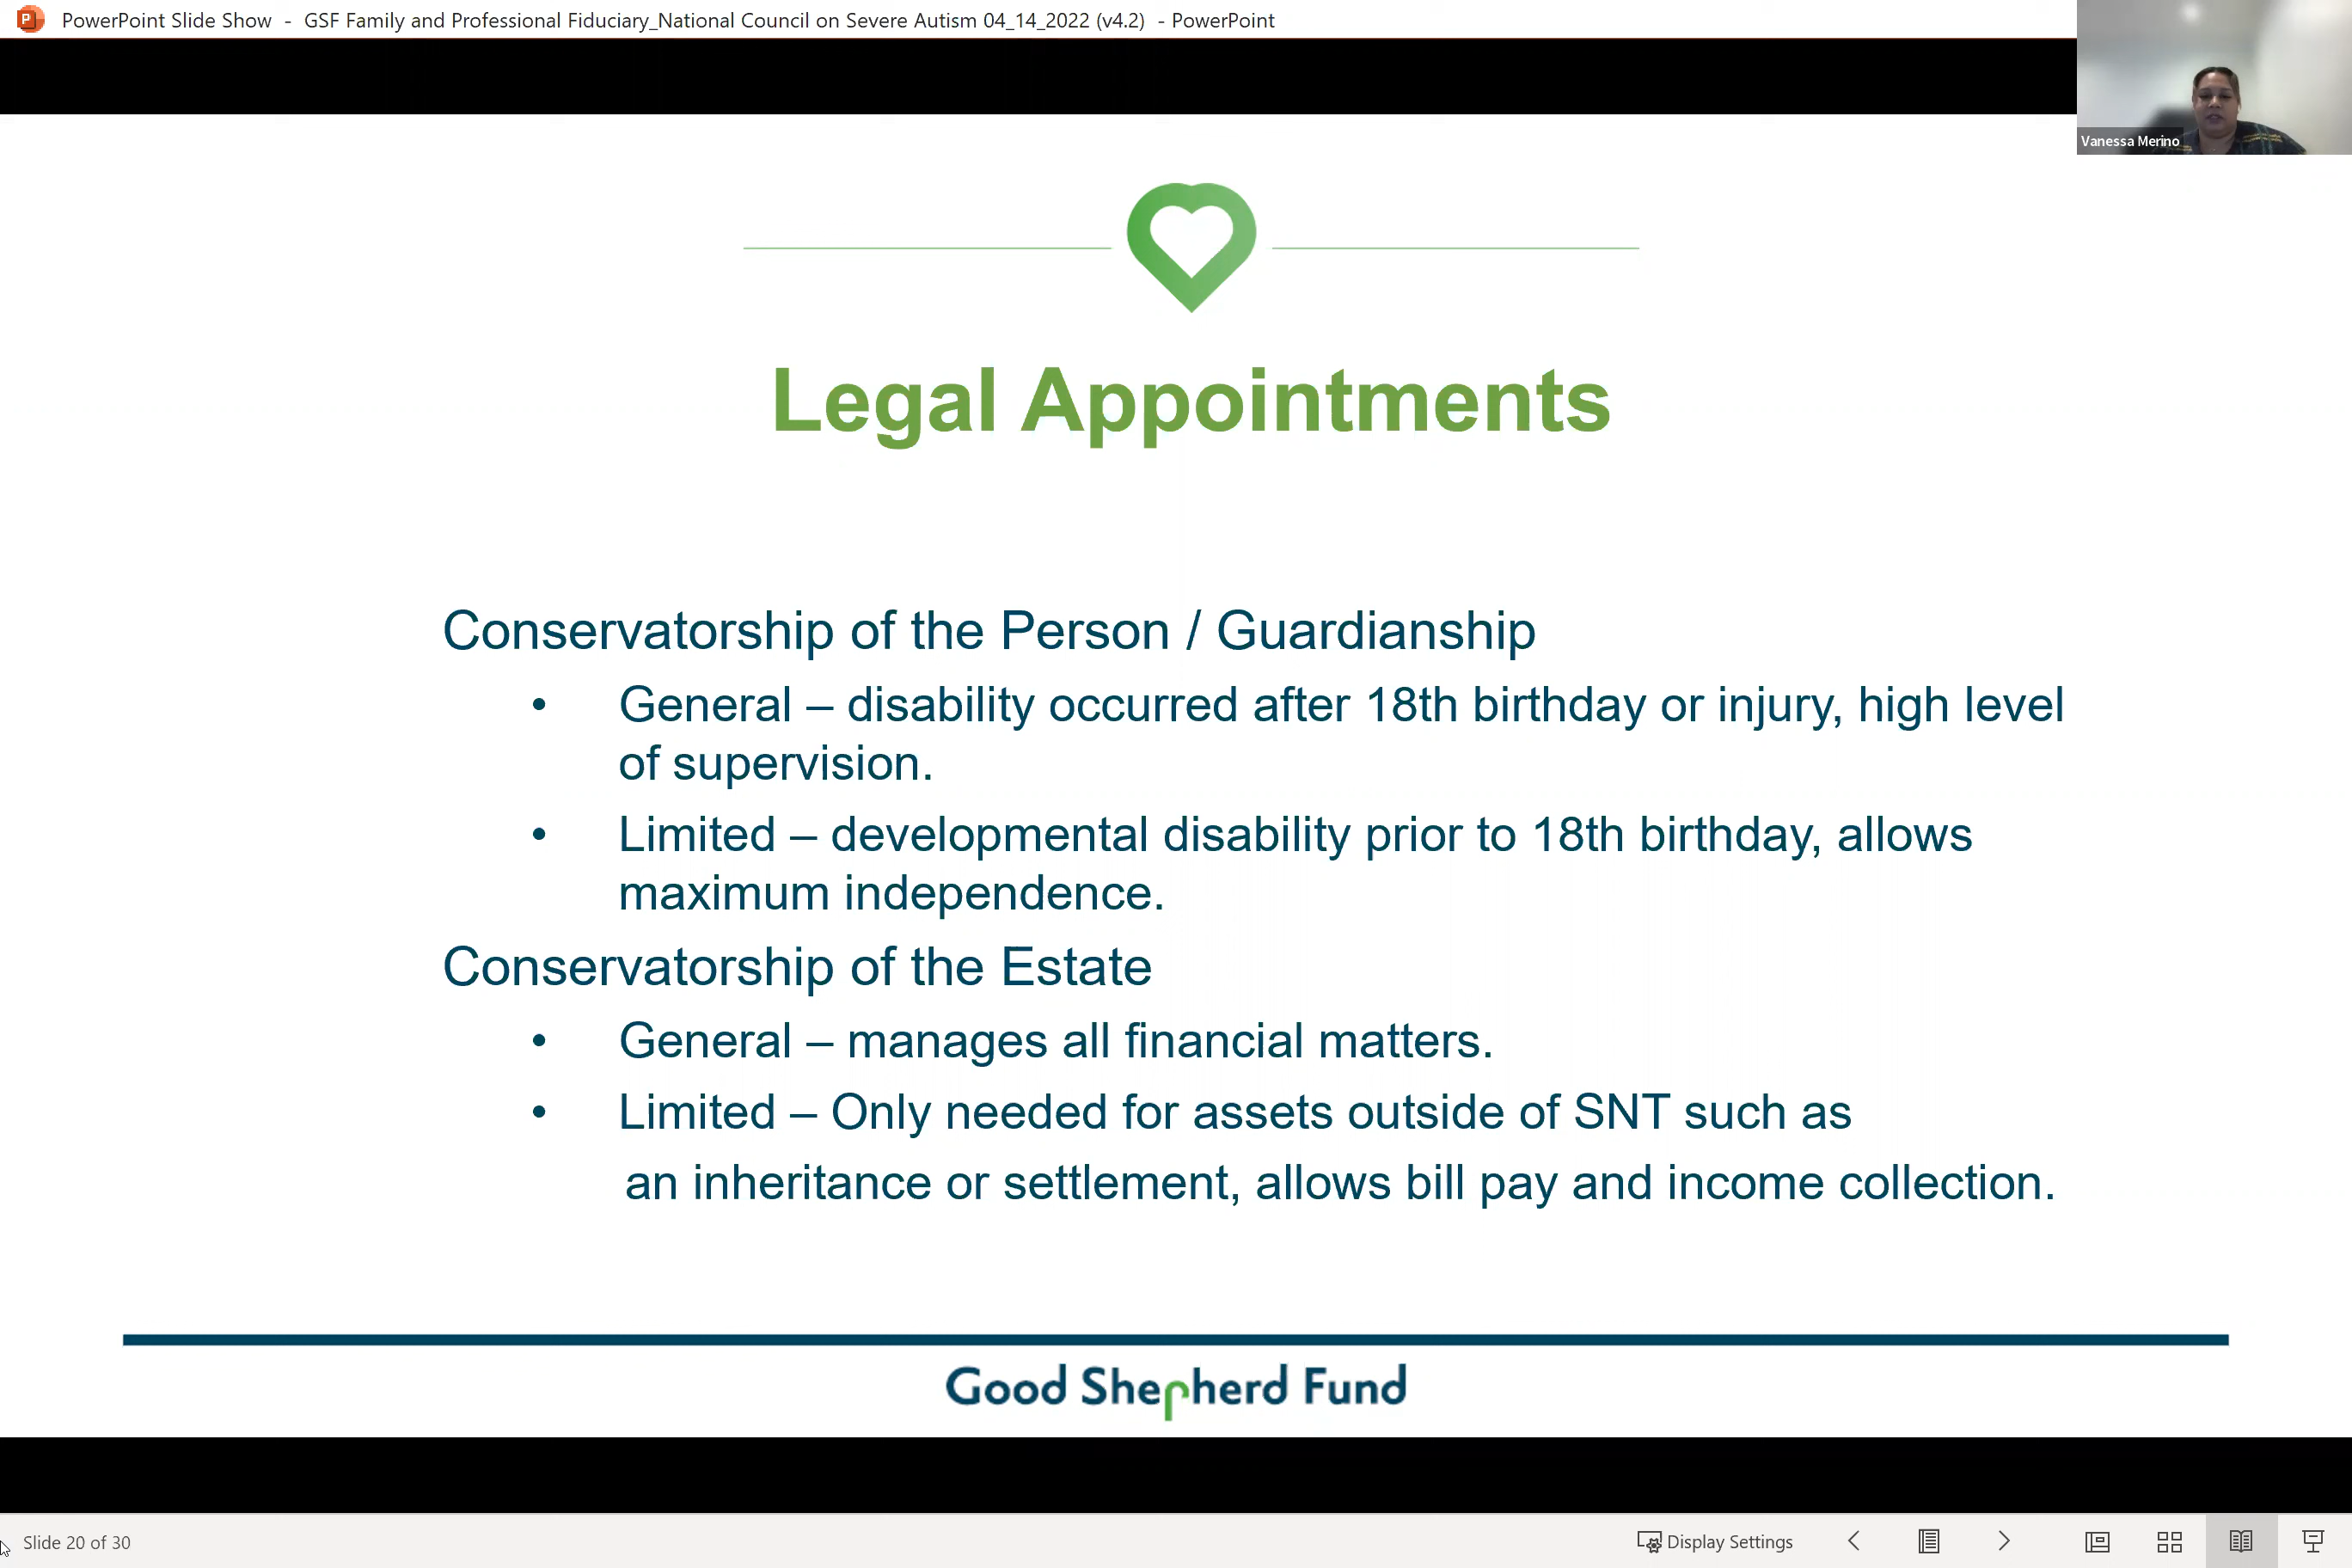 PowerPoint Slide Show - GSF Family and Professional Fiduciary_National Council on Severe Autism 04_14_2022 (v4.2) - PowerPoint
Vanessa Merino
Legal Appointments
Conservatorship of the Person / Guardianship
• General – disability occurred after 18th birthday or injury, high level
of supervision.
• Limited – developmental disability prior to 18th birthday, allows
maximum independence.
Conservatorship of the Estate
• General – manages all financial matters.
• Limited – Only needed for assets outside of SNT such as
an inheritance or settlement, allows bill pay and income collection.
Good Shepherd Fund
Slide 20 of 30
Display Settings